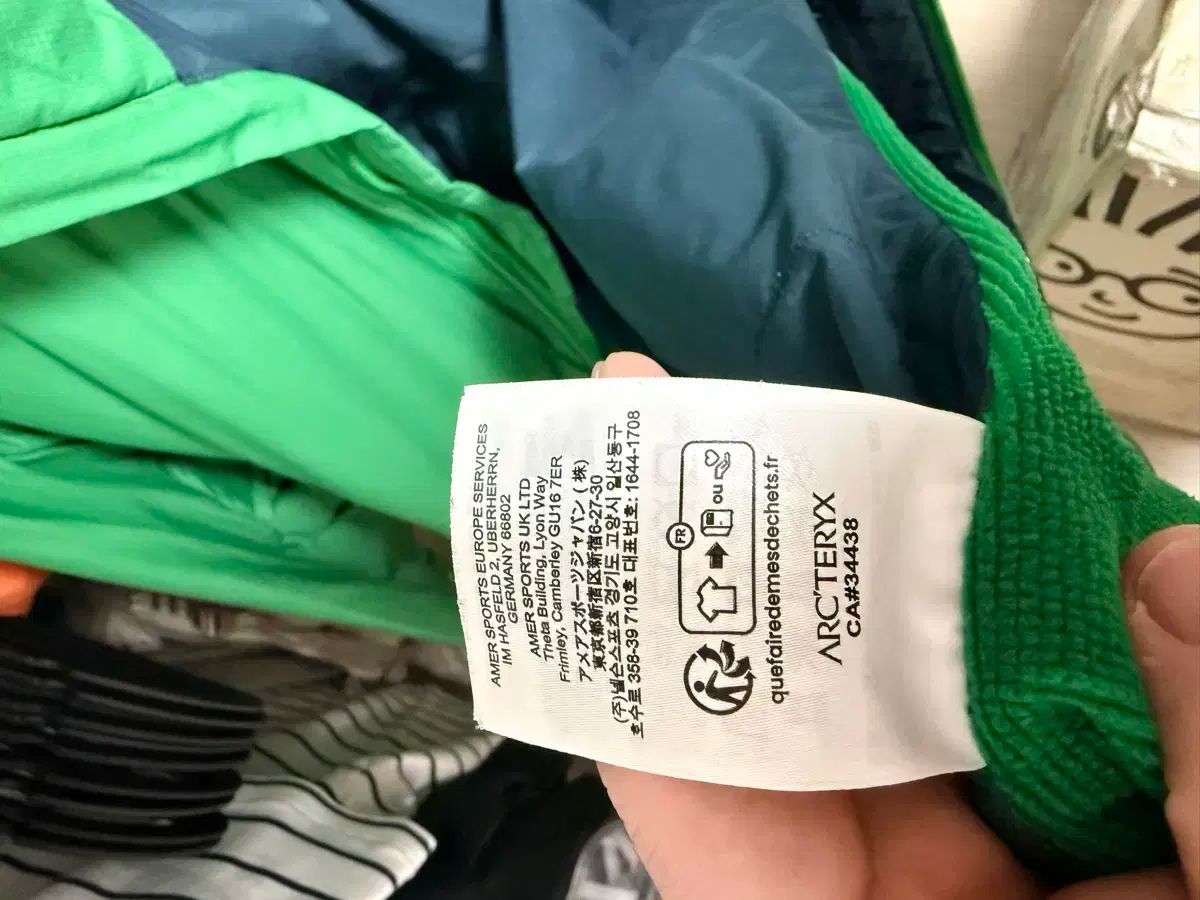 AMER SPORTS EUROPE SERVICES
IM HASFELD 2, ÜBERHERRN,
GERMANY 66802
AMER SPORTS UK LTD
Theta Building, Lyon Way
Frimley, Camberley GU16 7ER
アメアスポーツジャパン (株)
東京都新宿区新宿6-27-30
(주)넬슨스포츠 경기도 고양시 일산동구
호수로 358-39 710호 대표번호: 1644-1708
FR
ou
quefairedemesdechets.fr
ARC'TERYX
CA#34438